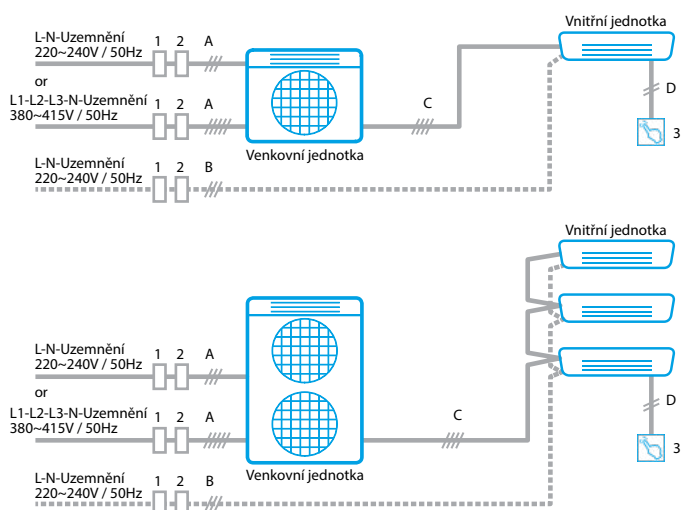 Vnitřní jednotka
L-N-Uzemnění
220~240V / 50Hz
1 2 A
or
L1-L2-L3-N-Uzemnění
380~415V / 50Hz
1 2 A
C
D
3
Venkovní jednotka
L-N-Uzemnění
220~240V / 50Hz
1 2 B
Vnitřní jednotka
L-N-Uzemnění
220~240V / 50Hz
1 2 A
or
L1-L2-L3-N-Uzemnění
380~415V / 50Hz
1 2 A
C
D
3
Venkovní jednotka
L-N-Uzemnění
220~240V / 50Hz
1 2 B